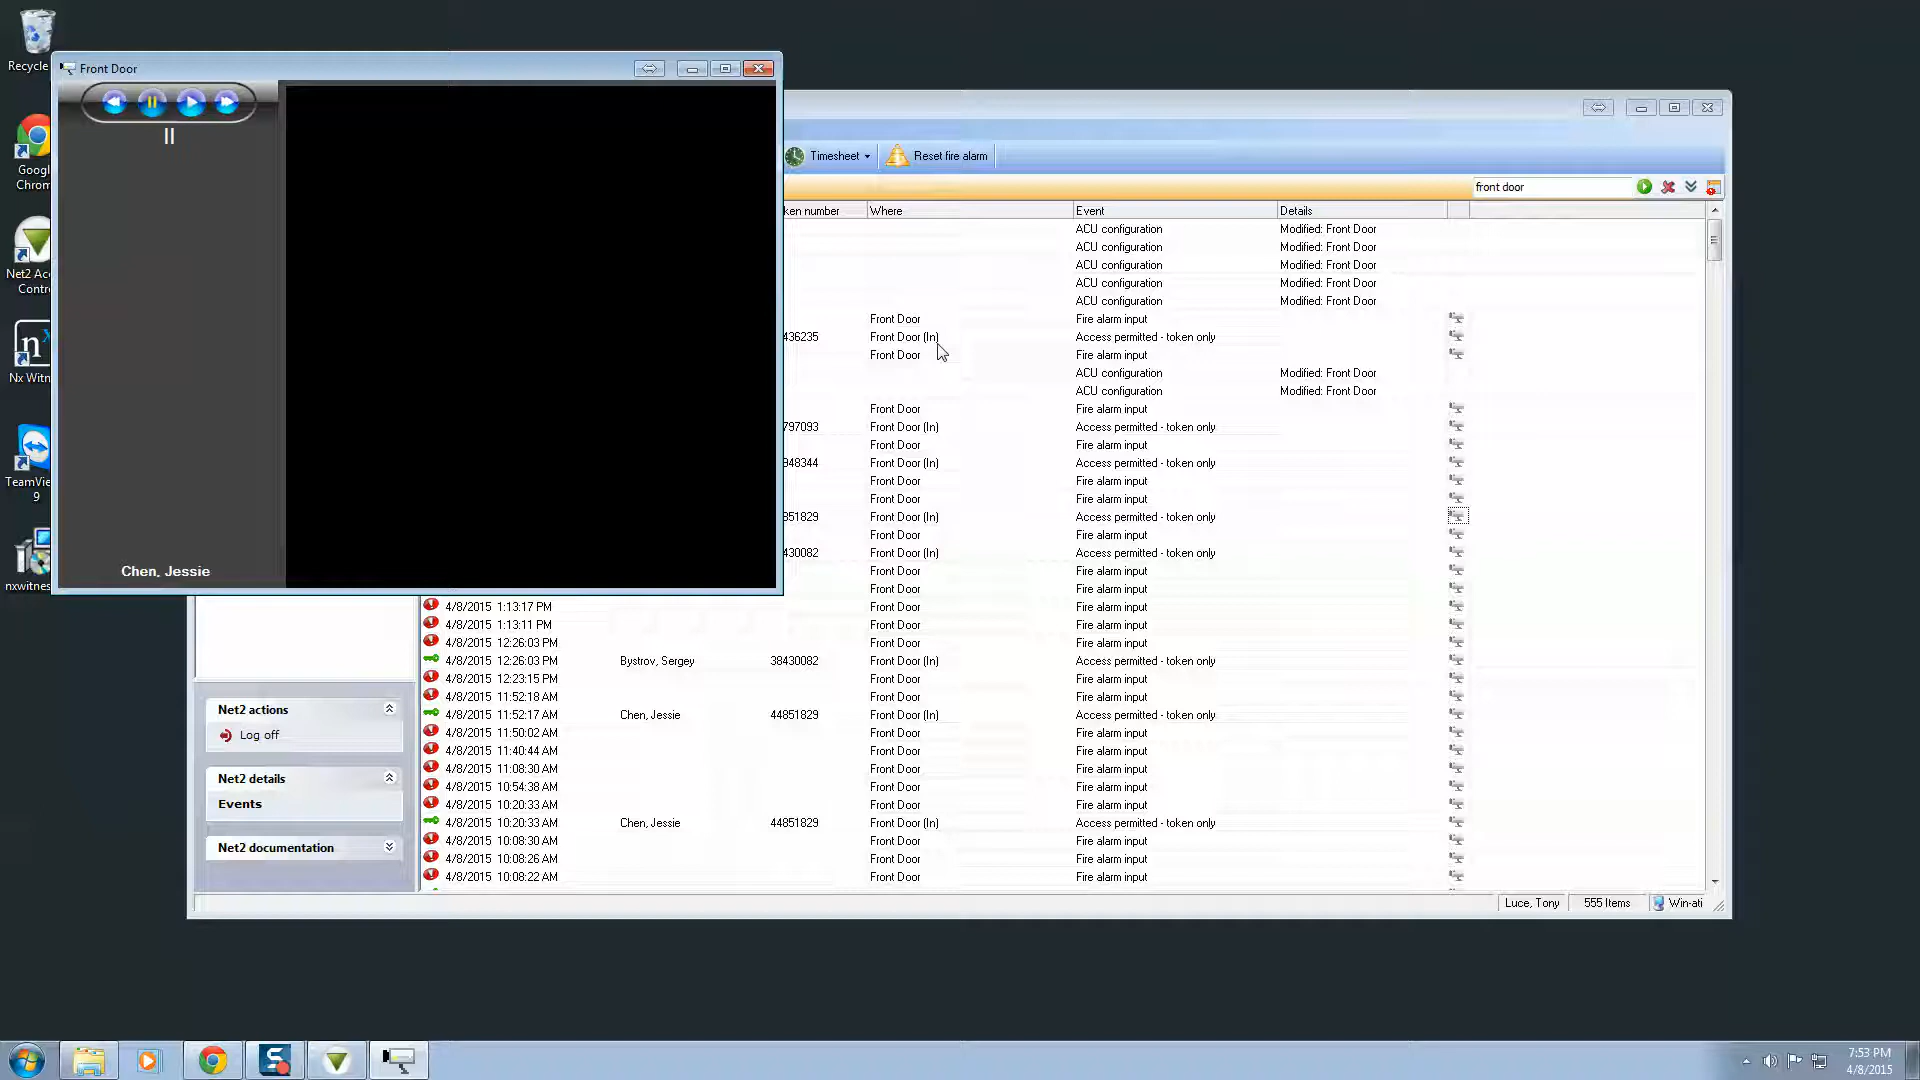 Recycle
Front Door
Google
Chrom
Timesheet
Reset fire alarm
front door
ken number Where Event Details
ACU configuration Modified: Front Door
ACU configuration Modified: Front Door
ACU configuration Modified: Front Door
ACU configuration Modified: Front Door
ACU configuration Modified: Front Door
Front Door Fire alarm input
436235 Front Door (In) Access permitted - token only
Front Door Fire alarm input
ACU configuration Modified: Front Door
ACU configuration Modified: Front Door
Front Door Fire alarm input
797093 Front Door (In) Access permitted - token only
Front Door Fire alarm input
948344 Front Door (In) Access permitted - token only
Front Door Fire alarm input
Front Door Fire alarm input
851829 Front Door (In) Access permitted - token only
Front Door Fire alarm input
430082 Front Door (In) Access permitted - token only
Front Door Fire alarm input
Front Door Fire alarm input
Net2 Acc
Contro
Nx Witn
TeamVie
9
nxwitnes
Chen, Jessie
4/8/2015 1:13:17 PM Front Door Fire alarm input
4/8/2015 1:13:11 PM Front Door Fire alarm input
4/8/2015 12:26:03 PM Front Door Fire alarm input
4/8/2015 12:26:03 PM Bystrov, Sergey 38430082 Front Door (In) Access permitted - token only
4/8/2015 12:23:15 PM Front Door Fire alarm input
4/8/2015 11:52:18 AM Front Door Fire alarm input
4/8/2015 11:52:17 AM Chen, Jessie 44851829 Front Door (In) Access permitted - token only
4/8/2015 11:50:02 AM Front Door Fire alarm input
4/8/2015 11:40:44 AM Front Door Fire alarm input
4/8/2015 11:08:30 AM Front Door Fire alarm input
4/8/2015 10:54:38 AM Front Door Fire alarm input
4/8/2015 10:20:33 AM Front Door Fire alarm input
4/8/2015 10:20:33 AM Chen, Jessie 44851829 Front Door (In) Access permitted - token only
4/8/2015 10:08:30 AM Front Door Fire alarm input
4/8/2015 10:08:26 AM Front Door Fire alarm input
4/8/2015 10:08:22 AM Front Door Fire alarm input
Net2 actions
Log off
Net2 details
Events
Net2 documentation
Luce, Tony 555 Items Win-ati
7:53 PM
4/8/2015